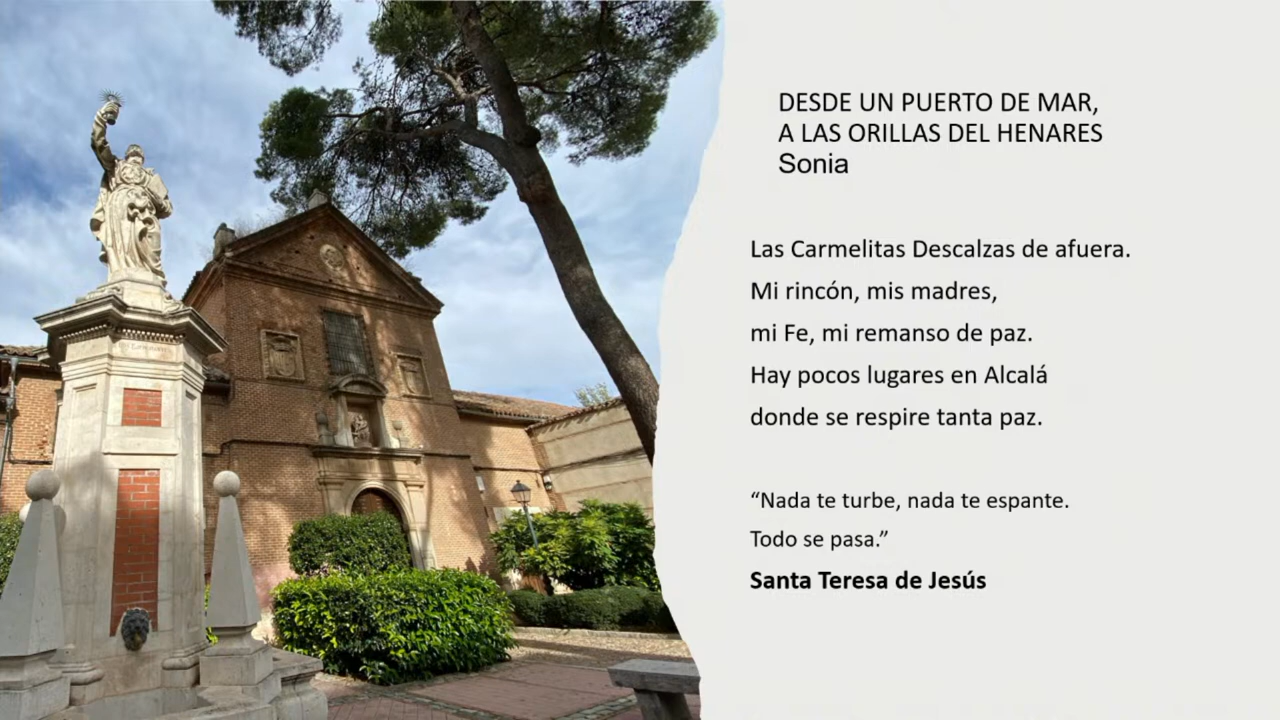 DESDE UN PUERTO DE MAR,
A LAS ORILLAS DEL HENARES
Sonia
Las Carmelitas Descalzas de afuera.
Mi rincón, mis madres,
mi Fe, mi remanso de paz.
Hay pocos lugares en Alcalá
donde se respire tanta paz.
“Nada te turbe, nada te espante.
Todo se pasa.”
Santa Teresa de Jesús